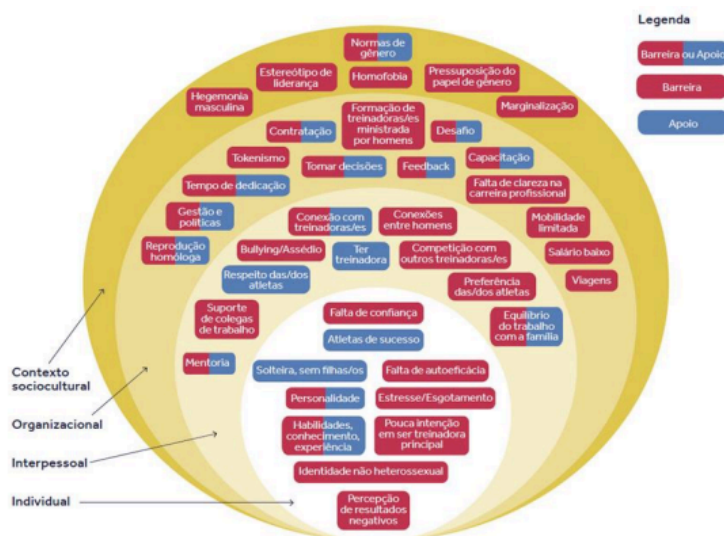 Legenda
Barreira ou Apoio
Barreira
Apoio
Normas de
gênero
Estereótipo de
liderança
Homofobia
Pressuposição do
papel de gênero
Hegemonia
masculina
Marginalização
Formação de
treinadoras/es
ministrada
por homens
Contratação
Desafio
Tokenismo
Tomar decisões
Feedback
Capacitação
Tempo de dedicação
Falta de clareza na
carreira profissional
Gestão e
políticas
Conexão com
treinadoras/es
Conexões
entre homens
Mobilidade
limitada
Reprodução
homóloga
Bullying/Assédio
Ter
treinadora
Competição com
outros treinadoras/es
Salário baixo
Respeito das/dos
atletas
Preferência
das/dos atletas
Viagens
Suporte
de colegas
de trabalho
Falta de confiança
Equilíbrio
do trabalho
com a família
Atletas de sucesso
Mentoria
Solteira, sem filhas/os
Falta de autoeficácia
Personalidade
Estresse/Esgotamento
Habilidades,
conhecimento,
experiência
Pouca intenção
em ser treinadora
principal
Identidade não heterossexual
Percepção
de resultados
negativos
Contexto
sociocultural
Organizacional
Interpessoal
Individual